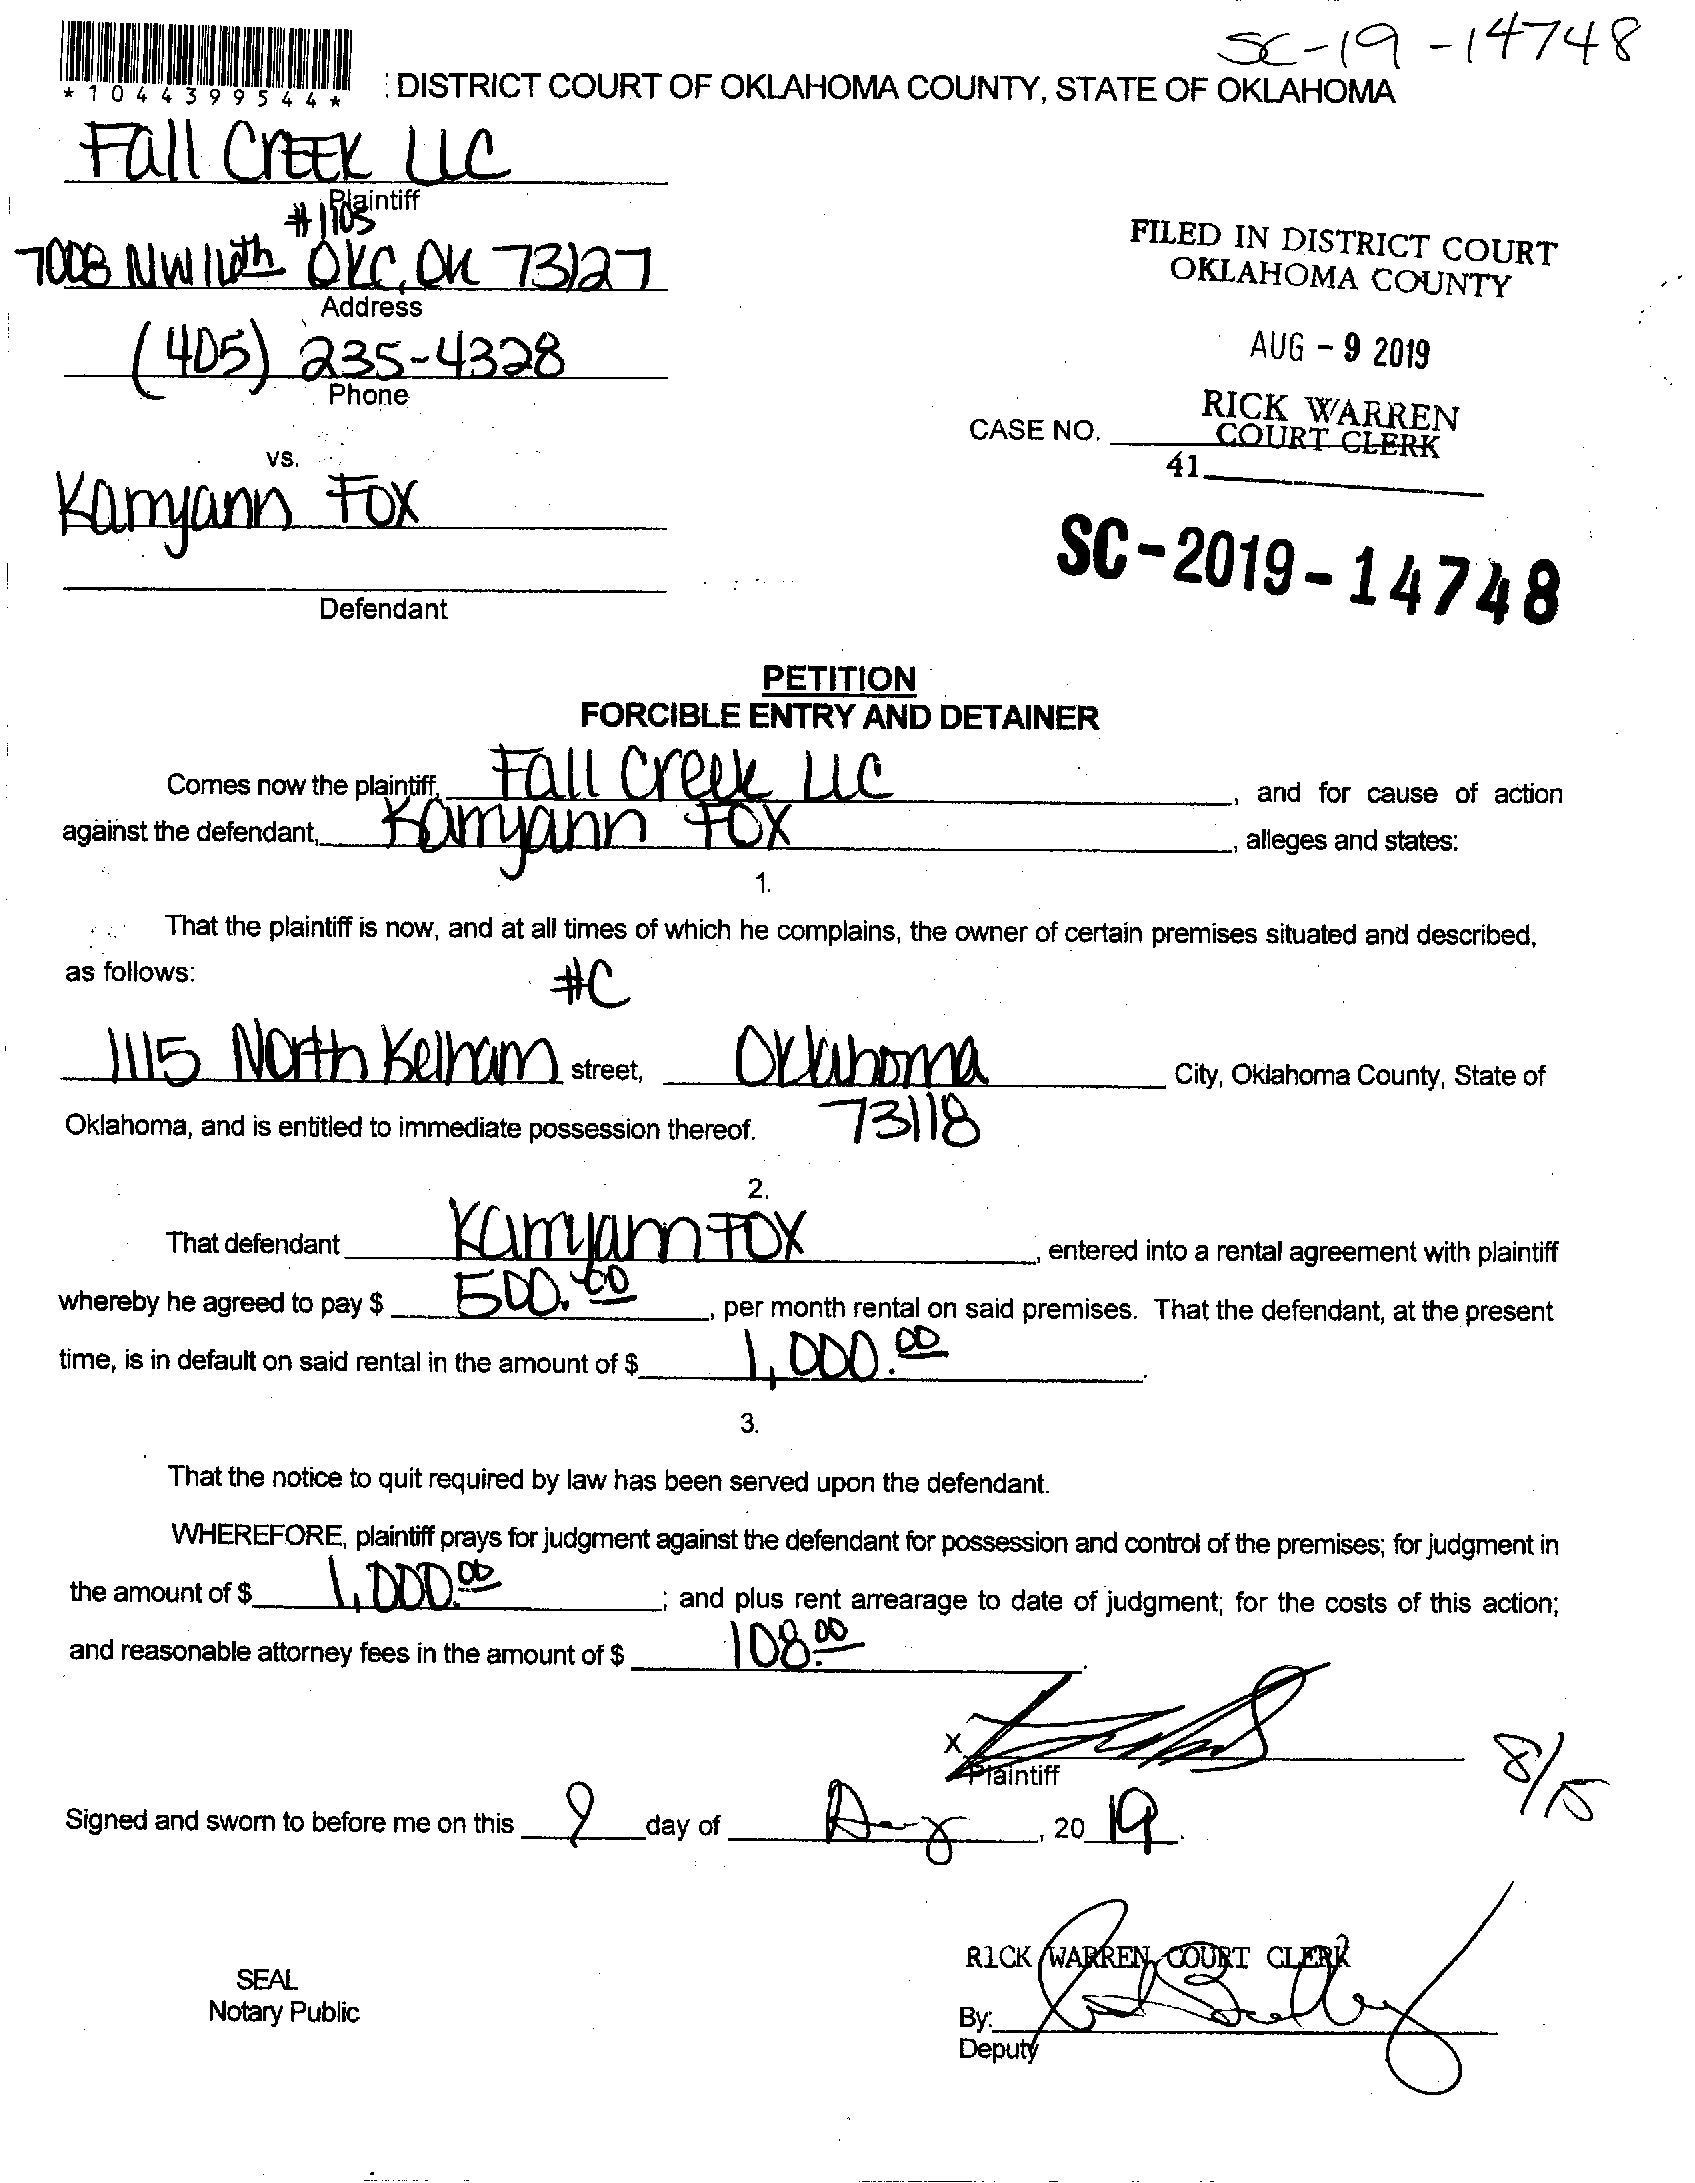 SC-19-14748
*1044399544*
: DISTRICT COURT OF OKLAHOMA COUNTY, STATE OF OKLAHOMA
Fall Creek LLC
Plaintiff
#1105
7008 NW 16th OKC, OK 73127
Address
(405) 235-4328
Phone
FILED IN DISTRICT COURT
OKLAHOMA COUNTY
AUG - 9 2019
RICK WARREN
COURT CLERK
CASE NO.
41
vs.
Kamyann Fox
Defendant
SC-2019-14748
PETITION
FORCIBLE ENTRY AND DETAINER
Comes now the plaintiff, Fall Creek LLC, and for cause of action
against the defendant, Kamyann Fox, alleges and states:
1.
That the plaintiff is now, and at all times of which he complains, the owner of certain premises situated and described,
as follows:
#C
1115 North Kelham street, Oklahoma City, Oklahoma County, State of
Oklahoma, and is entitled to immediate possession thereof. 73118
2.
That defendant Kamyann Fox, entered into a rental agreement with plaintiff
whereby he agreed to pay $ 500.00, per month rental on said premises. That the defendant, at the present
time, is in default on said rental in the amount of $ 1,000.00.
3.
That the notice to quit required by law has been served upon the defendant.
WHEREFORE, plaintiff prays for judgment against the defendant for possession and control of the premises; for judgment in
the amount of $ 1,000.00; and plus rent arrearage to date of judgment; for the costs of this action;
and reasonable attorney fees in the amount of $ 108.00.
X
Plaintiff
8/15
Signed and sworn to before me on this 9 day of Aug, 2019.
RICK WARREN, COURT CLERK
SEAL
Notary Public
By:
Deputy